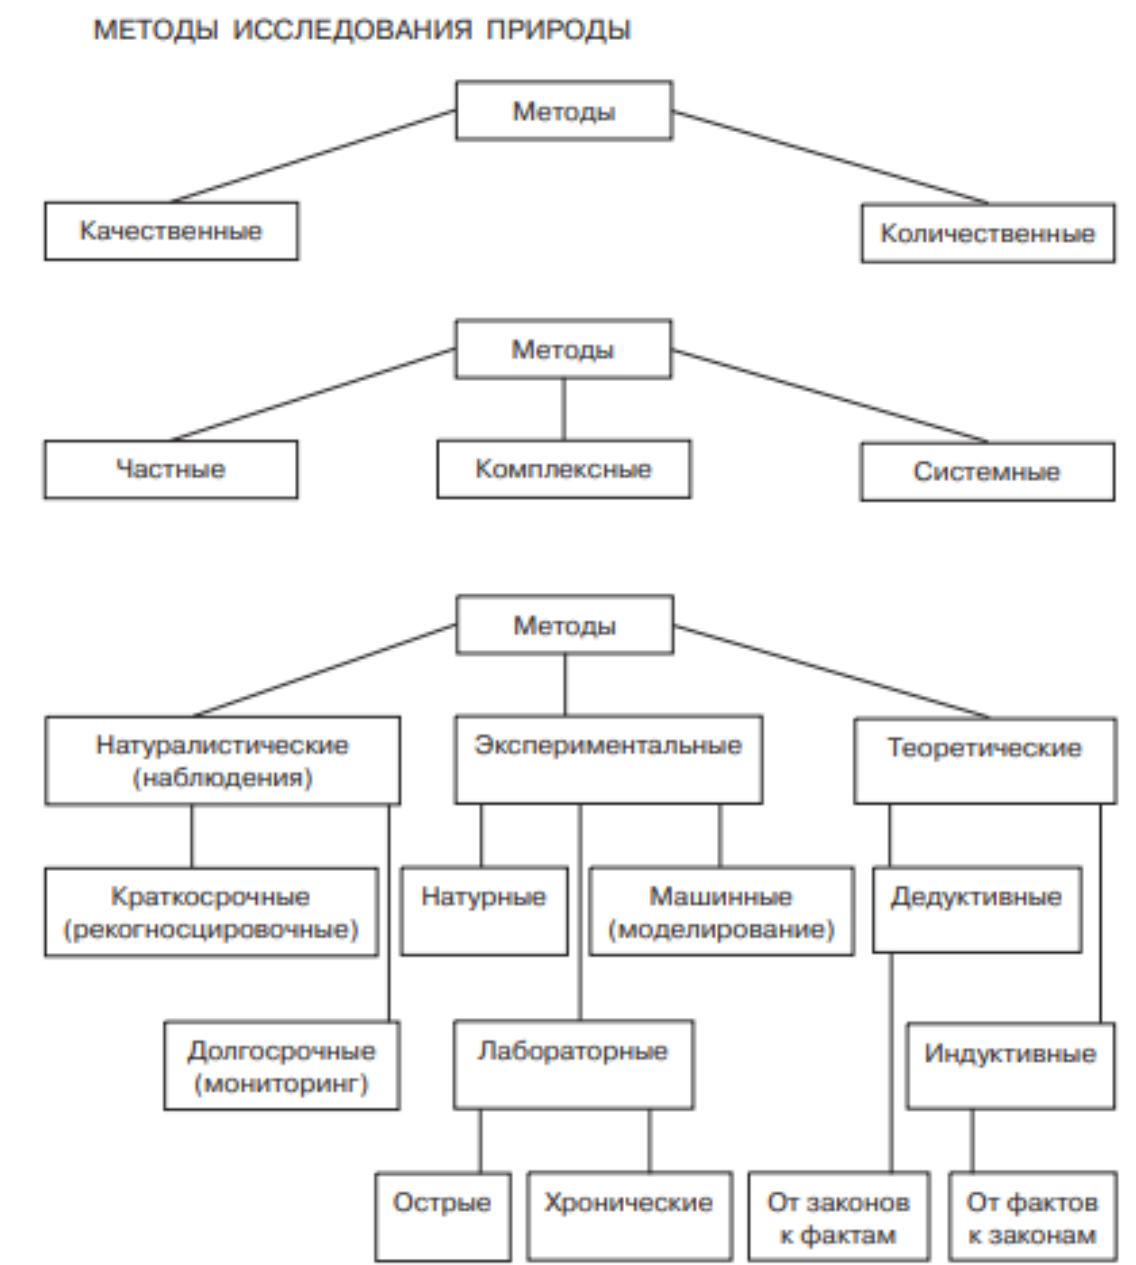 МЕТОДЫ ИССЛЕДОВАНИЯ ПРИРОДЫ
Методы
Качественные
Количественные
Методы
Частные
Комплексные
Системные
Методы
Натуралистические
(наблюдения)
Экспериментальные
Теоретические
Краткосрочные
(рекогносцировочные)
Натурные
Машинные
(моделирование)
Дедуктивные
Долгосрочные
(мониторинг)
Лабораторные
Индуктивные
Острые
Хронические
От законов
к фактам
От фактов
к законам